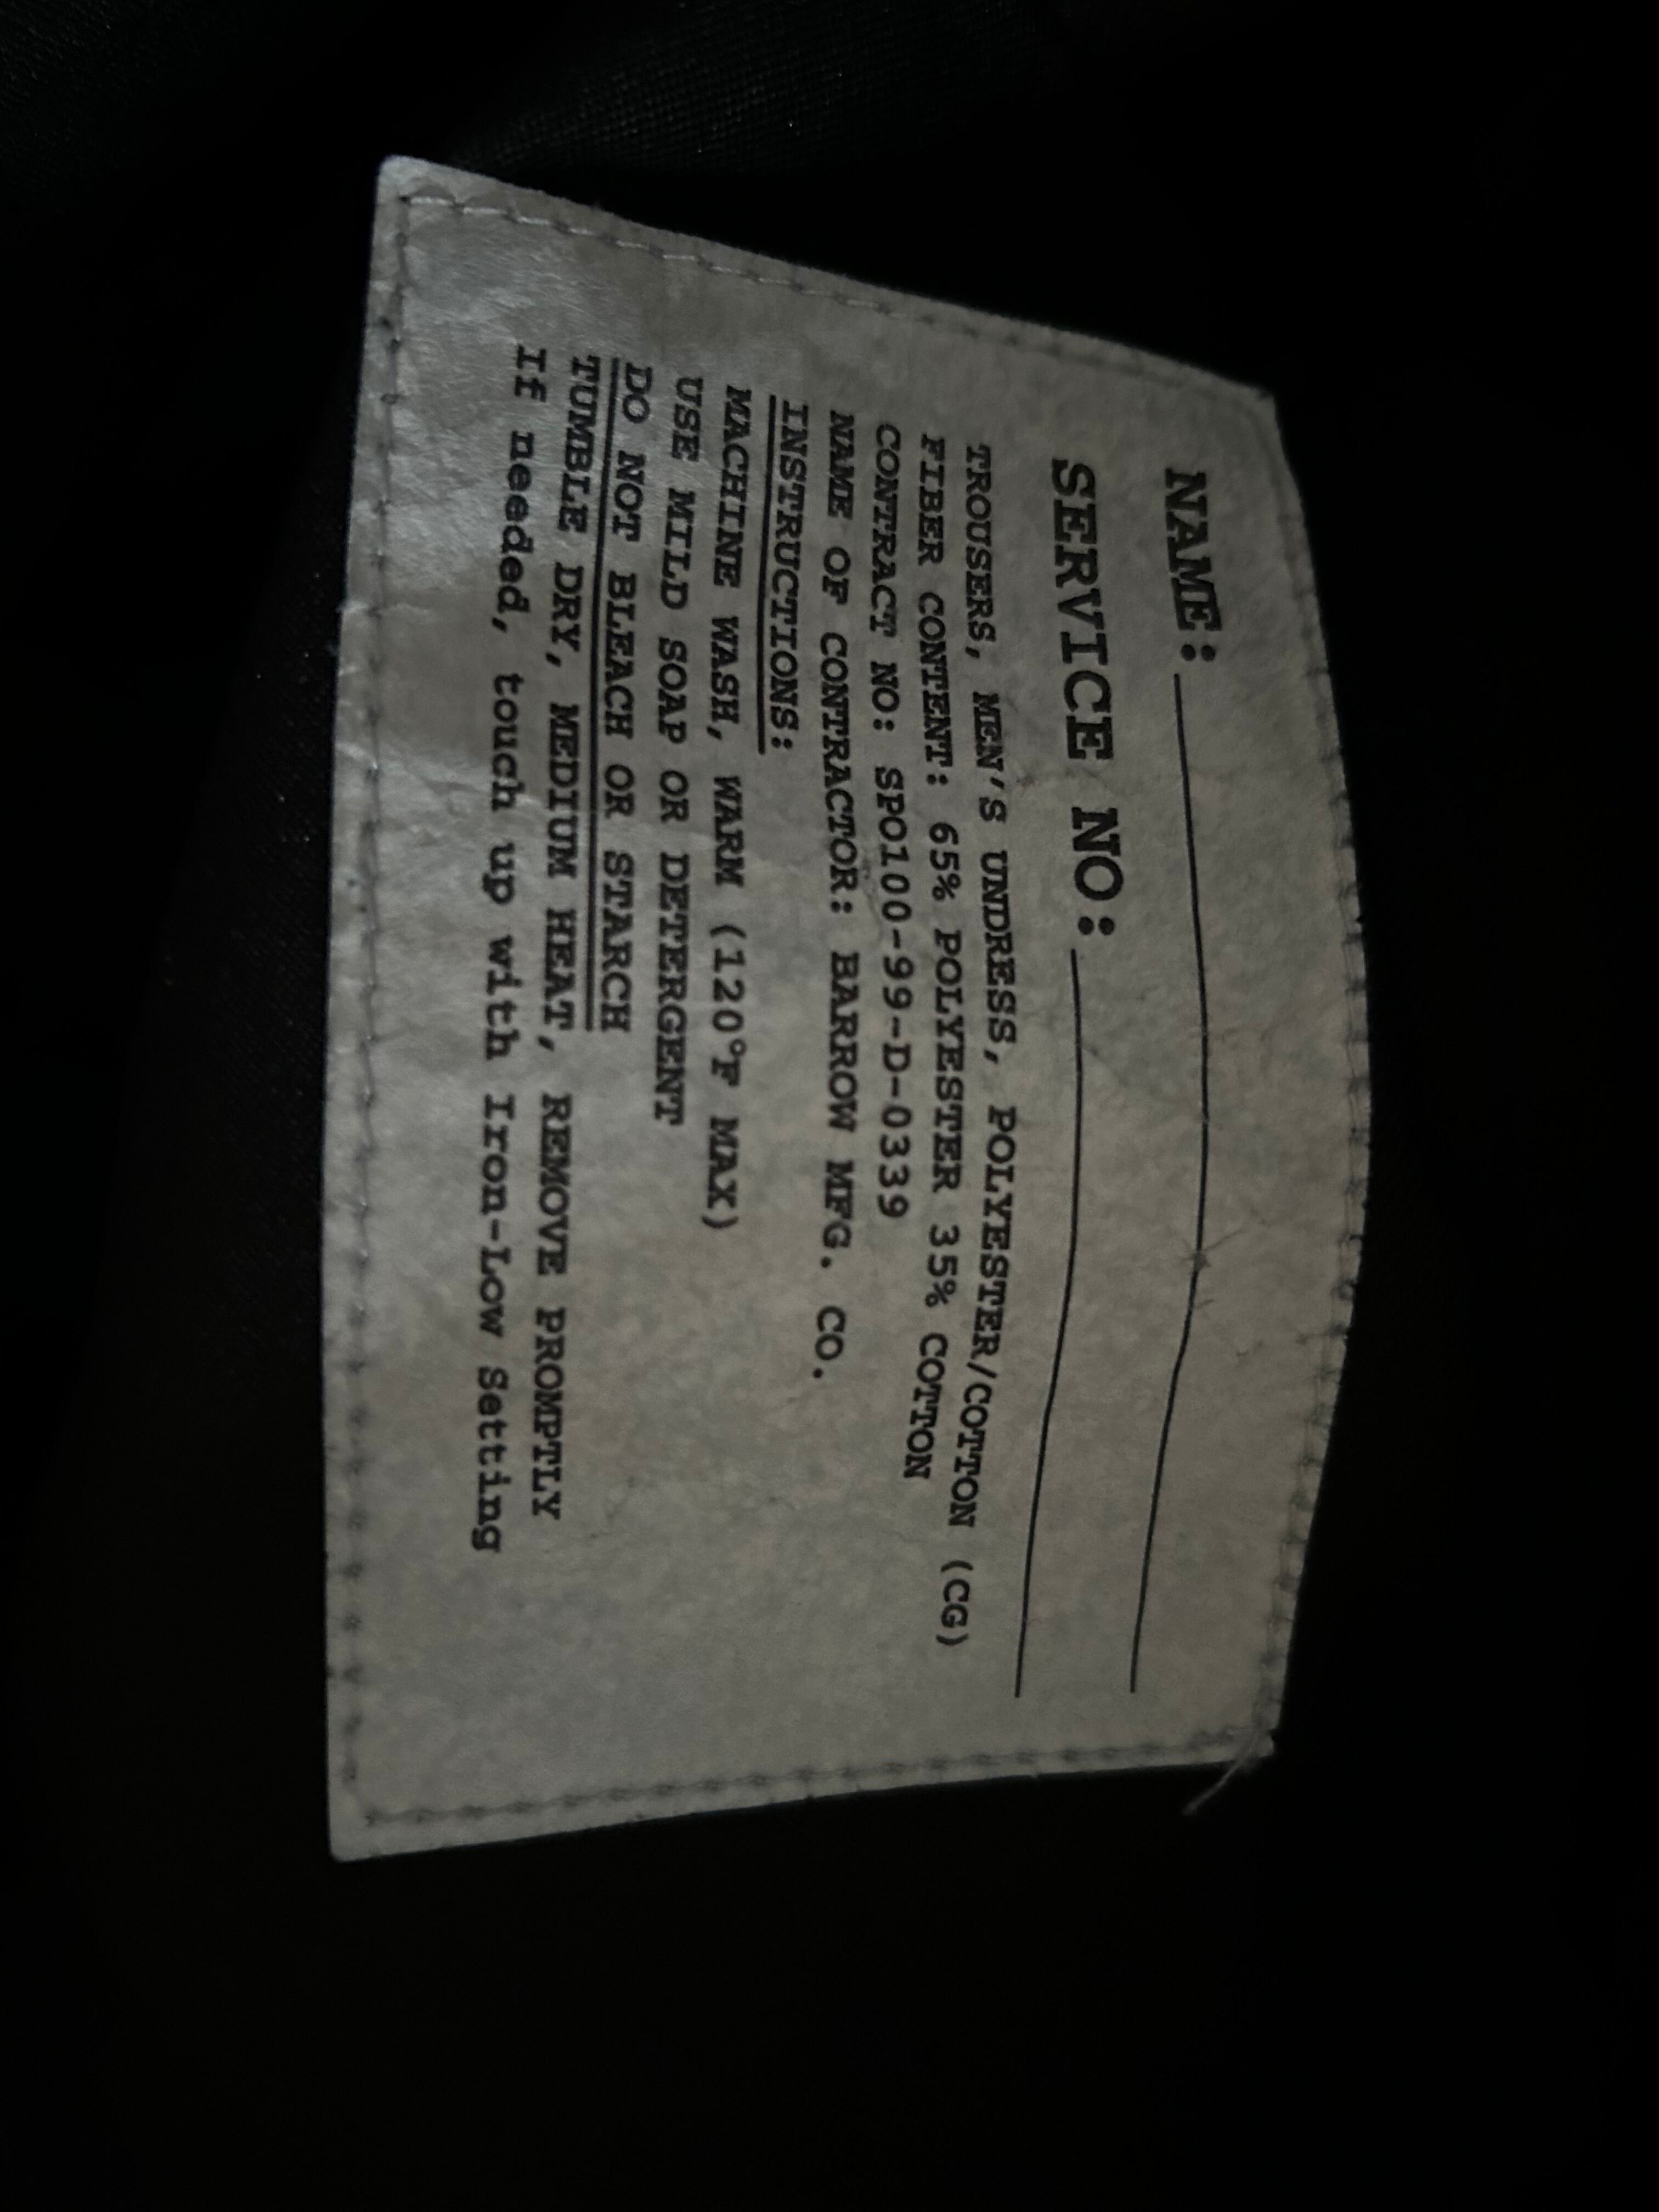 NAME:
SERVICE NO:
TROUSERS, MEN'S UNDRESS, POLYESTER/COTTON (CG)
FIBER CONTENT: 65% POLYESTER 35% COTTON
CONTRACT NO: SPO100-99-D-0339
NAME OF CONTRACTOR: BARROW MFG. CO.
INSTRUCTIONS:
MACHINE WASH, WARM (120°F MAX)
USE MILD SOAP OR DETERGENT
DO NOT BLEACH OR STARCH
TUMBLE DRY, MEDIUM HEAT, REMOVE PROMPTLY
If needed, touch up with Iron-Low Setting